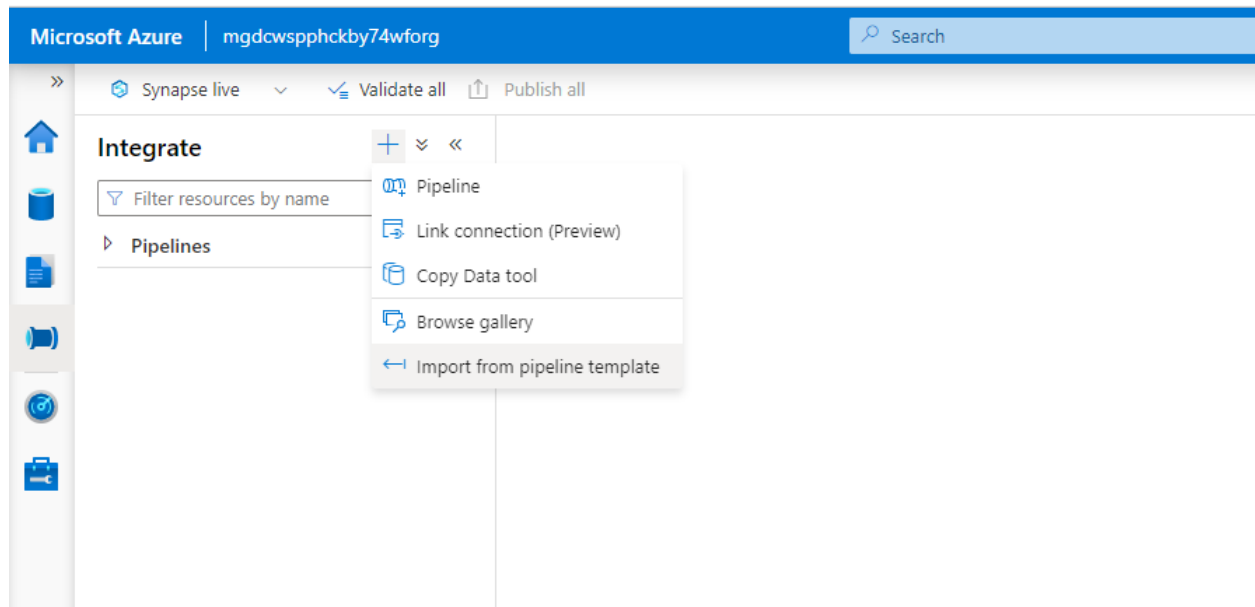 Microsoft Azure mgdcwspphckby74wforg Search
Synapse live Validate all Publish all
Integrate
Filter resources by name
Pipelines
Pipeline
Link connection (Preview)
Copy Data tool
Browse gallery
Import from pipeline template